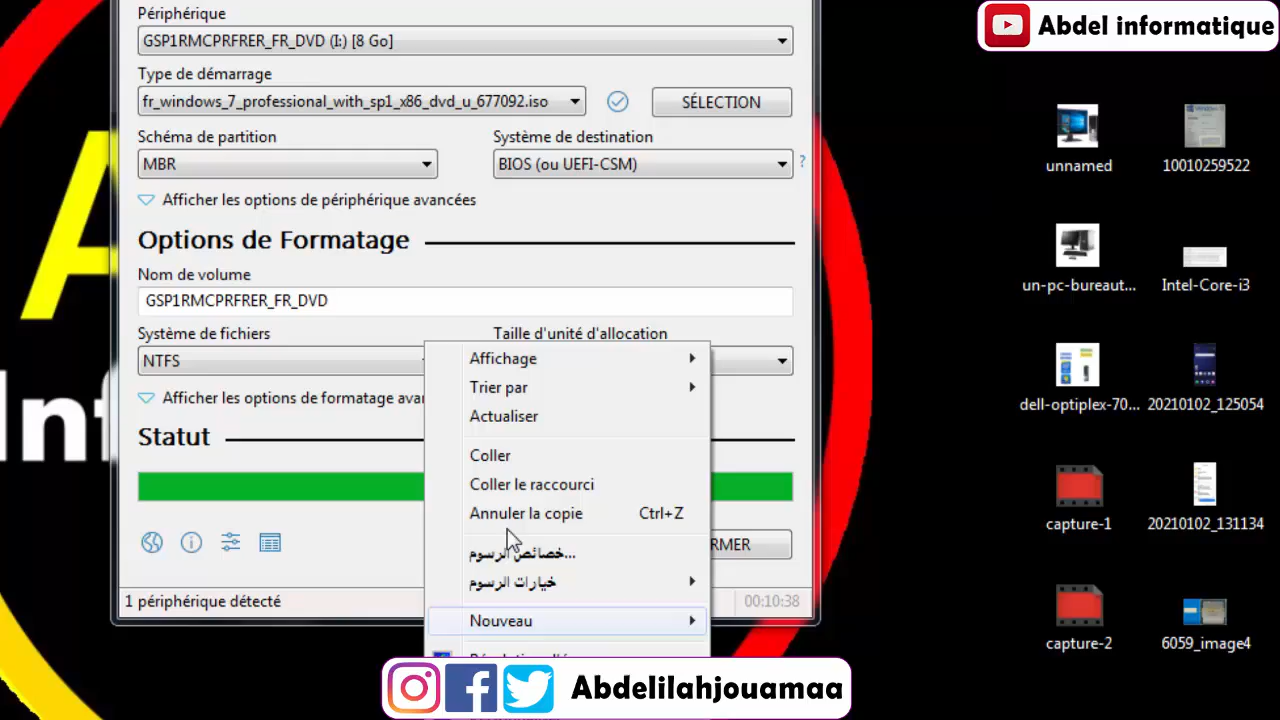 Abdel informatique
Périphérique
GSP1RMCPRFRER_FR_DVD (I:) [8 Go]
Type de démarrage
fr_windows_7_professional_with_sp1_x86_dvd_u_677092.iso
SÉLECTION
Schéma de partition
Système de destination
MBR
BIOS (ou UEFI-CSM)
?
Afficher les options de périphérique avancées
Options de Formatage
Nom de volume
GSP1RMCPRFRER_FR_DVD
Système de fichiers
Taille d'unité d'allocation
NTFS
Afficher les options de formatage avan
Statut
RMER
1 périphérique détecté
00:10:38
Affichage
Trier par
Actualiser
Coller
Coller le raccourci
Annuler la copie Ctrl+Z
خصائص الرسوم...
خيارات الرسوم
Nouveau
unnamed
10010259522
un-pc-bureaut...
Intel-Core-i3
dell-optiplex-70...
20210102_125054
capture-1
20210102_131134
capture-2
6059_image4
A
Inf
Abdelilahjouamaa